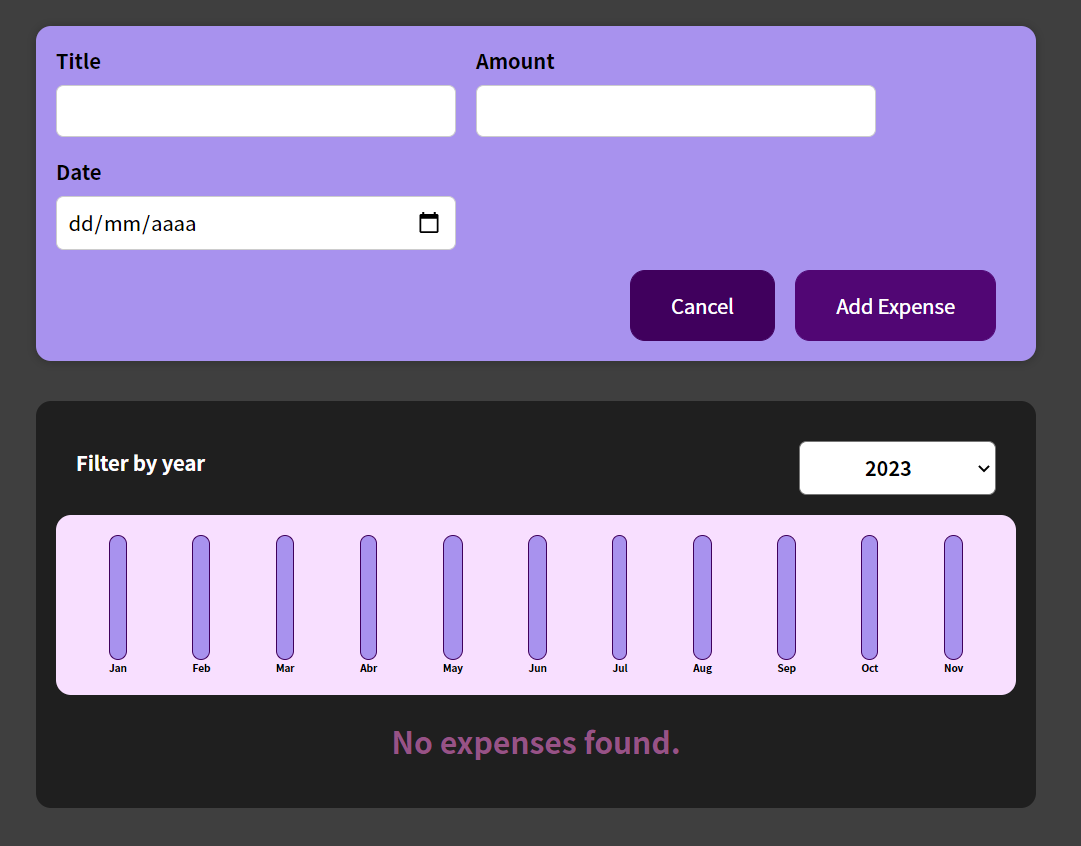 Title Amount
Date
dd/mm/aaaa
Cancel Add Expense
Filter by year 2023
Jan Feb Mar Abr May Jun Jul Aug Sep Oct Nov
No expenses found.